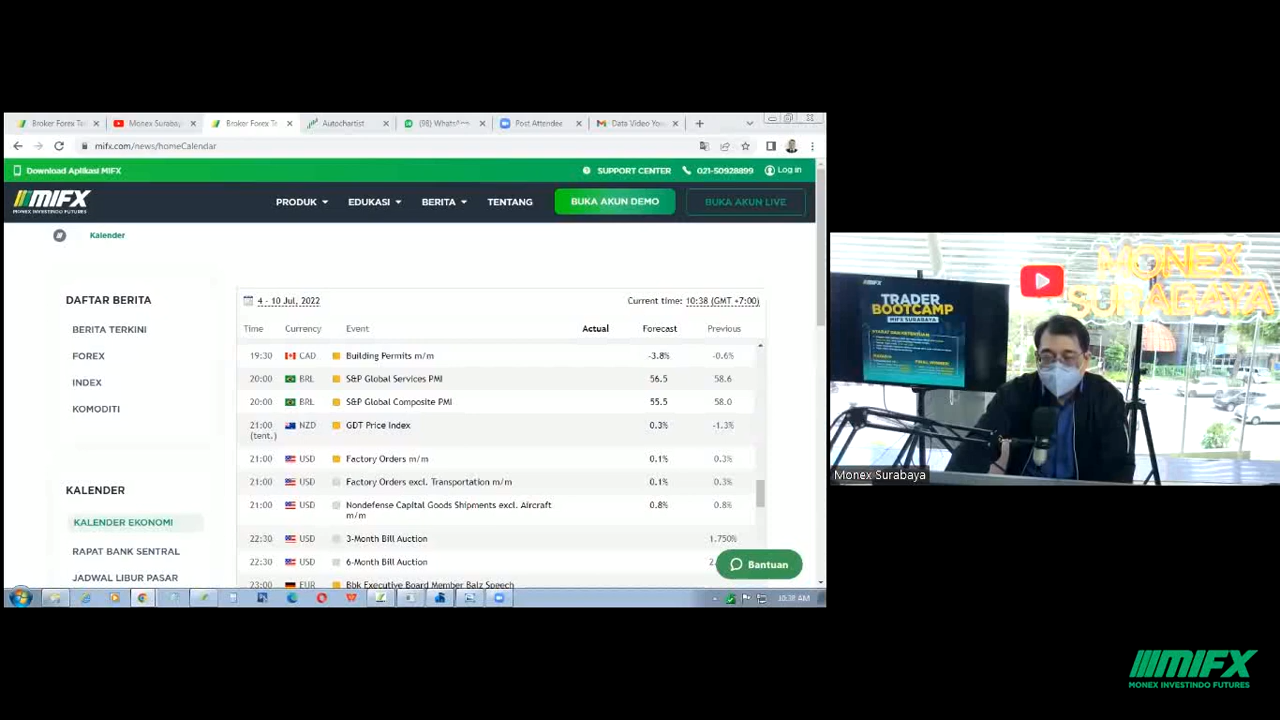 Broker Forex Te
Monex Surabay
Broker Forex Te
Autochartist
(98) WhatsApp
Post Attendee
Data Video You
mifx.com/news/homeCalendar
Download Aplikasi MIFX
SUPPORT CENTER
021-50928899
Log in
MIFX
MONEX INVESTINDO FUTURES
PRODUK
EDUKASI
BERITA
TENTANG
BUKA AKUN DEMO
BUKA AKUN LIVE
Kalender
DAFTAR BERITA
BERITA TERKINI
FOREX
INDEX
KOMODITI
KALENDER
KALENDER EKONOMI
RAPAT BANK SENTRAL
JADWAL LIBUR PASAR
4 - 10 Jul, 2022
Current time: 10:38 (GMT +7:00)
Time Currency Event Actual Forecast Previous
19:30 CAD Building Permits m/m -3.8% -0.6%
20:00 BRL S&P Global Services PMI 56.5 58.6
20:00 BRL S&P Global Composite PMI 55.5 58.0
21:00 (tent.) NZD GDT Price Index 0.3% -1.3%
21:00 USD Factory Orders m/m 0.1% 0.3%
21:00 USD Factory Orders excl. Transportation m/m 0.1% 0.3%
21:00 USD Nondefense Capital Goods Shipments excl. Aircraft 0.8% 0.8%
m/m
22:30 USD 3-Month Bill Auction 1.750%
22:30 USD 6-Month Bill Auction 2.
23:00 EUR Bbk Executive Board Member Balz Speech
Bantuan
10:38 AM
MONEX
SURABAYA
MIFX
TRADER
BOOTCAMP
MIFX SURABAYA
Monex Surabaya
MIFX
MONEX INVESTINDO FUTURES